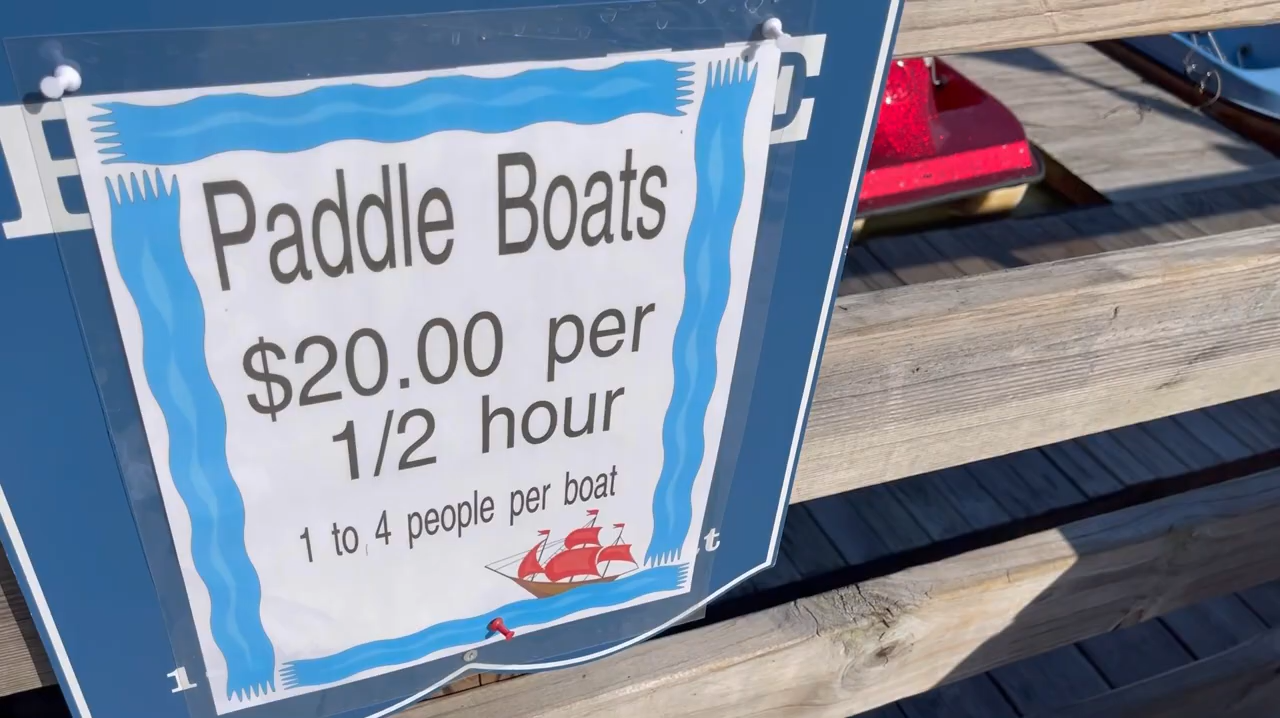 Paddle Boats
$20.00 per
1/2 hour
1 to 4 people per boat